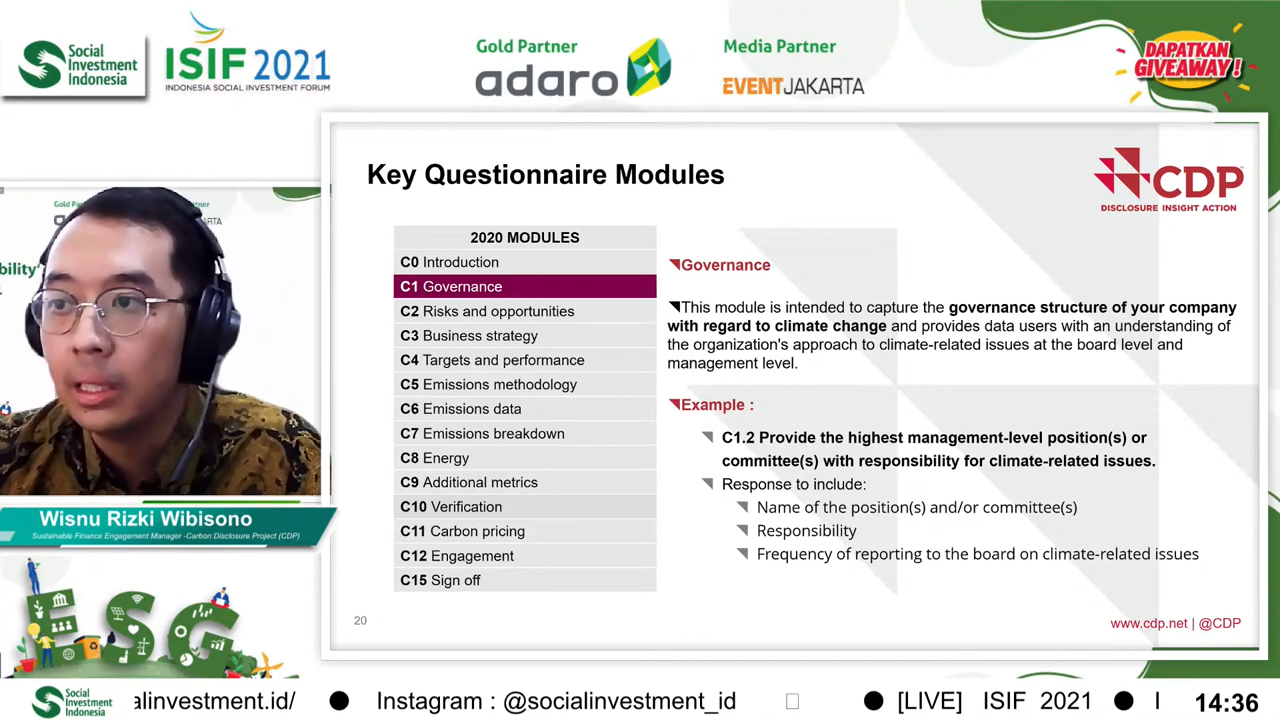 Social
Investment
Indonesia
ISIF 2021
INDONESIA SOCIAL INVESTMENT FORUM
Gold Partner
adaro
Media Partner
EVENTJAKARTA
DAPATKAN
GIVEAWAY !
Key Questionnaire Modules
CDP
DISCLOSURE INSIGHT ACTION
2020 MODULES
C0 Introduction
C1 Governance
C2 Risks and opportunities
C3 Business strategy
C4 Targets and performance
C5 Emissions methodology
C6 Emissions data
C7 Emissions breakdown
C8 Energy
C9 Additional metrics
C10 Verification
C11 Carbon pricing
C12 Engagement
C15 Sign off
Governance
This module is intended to capture the governance structure of your company
with regard to climate change and provides data users with an understanding of
the organization's approach to climate-related issues at the board level and
management level.
Example :
C1.2 Provide the highest management-level position(s) or
committee(s) with responsibility for climate-related issues.
Response to include:
Name of the position(s) and/or committee(s)
Responsibility
Frequency of reporting to the board on climate-related issues
20
www.cdp.net | @CDP
Gold Pa
rtner
ARTA
bility'
Wisnu Rizki Wibisono
Sustainable Finance Engagement Manager -Carbon Disclosure Project (CDP)
ESG
Social
Investment
Indonesia
alinvestment.id/ ● Instagram : @socialinvestment_id ● [LIVE] ISIF 2021 ● I
14:36